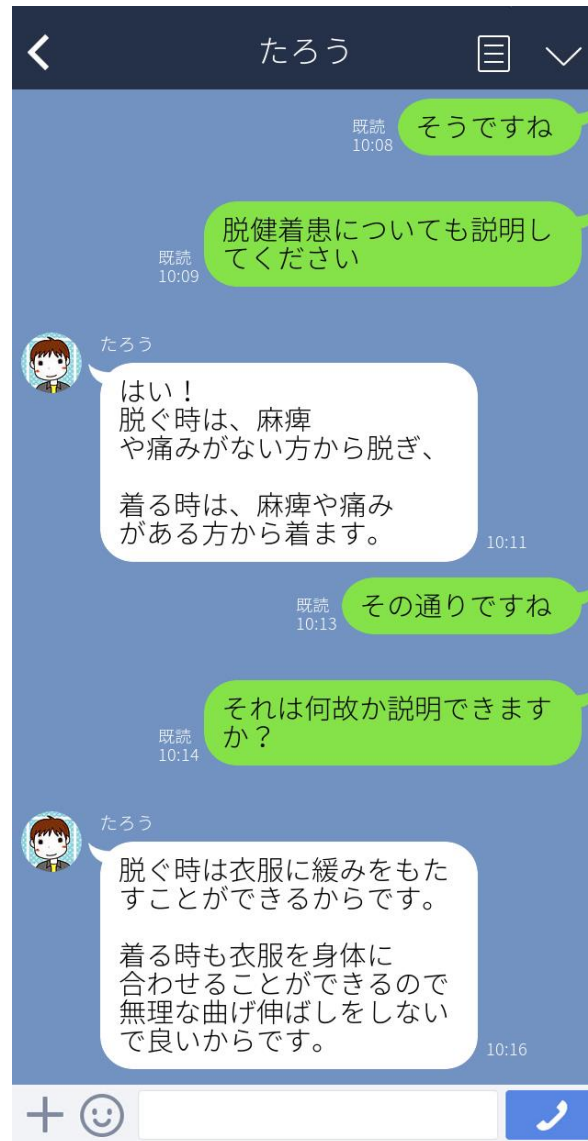 たろう
そうですね
既読
10:08
脱健着患についても説明し
てください
既読
10:09
たろう
はい！
脱ぐ時は、麻痺
や痛みがない方から脱ぎ、
着る時は、麻痺や痛み
がある方から着ます。
10:11
その通りですね
既読
10:13
それは何故か説明できます
か？
既読
10:14
たろう
脱ぐ時は衣服に緩みをもた
すことができるからです。
着る時も衣服を身体に
合わせることができるので
無理な曲げ伸ばしをしない
で良いからです。
10:16